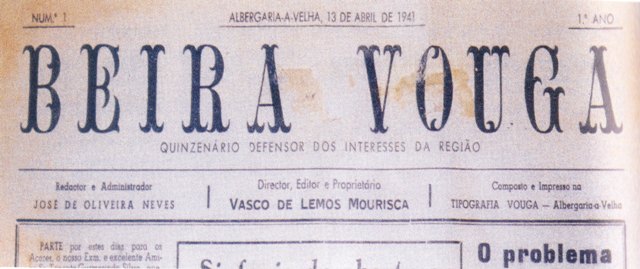 NUM.º 1
ALBERGARIA-A-VELHA, 13 DE ABRIL DE 1941
1.º ANO
BEIRA VOUGA
QUINZENÁRIO DEFENSOR DOS INTERESSES DA REGIÃO
Redactor e Administrador
JOSÉ DE OLIVEIRA NEVES
Director, Editor e Proprietário
VASCO DE LEMOS MOURISCA
Composto e Impresso na
TIPOGRAFIA VOUGA — Albergaria-a-Velha
PARTE por estes dias para os
Açores, o nosso Exm. e excelente Ami-
O problema